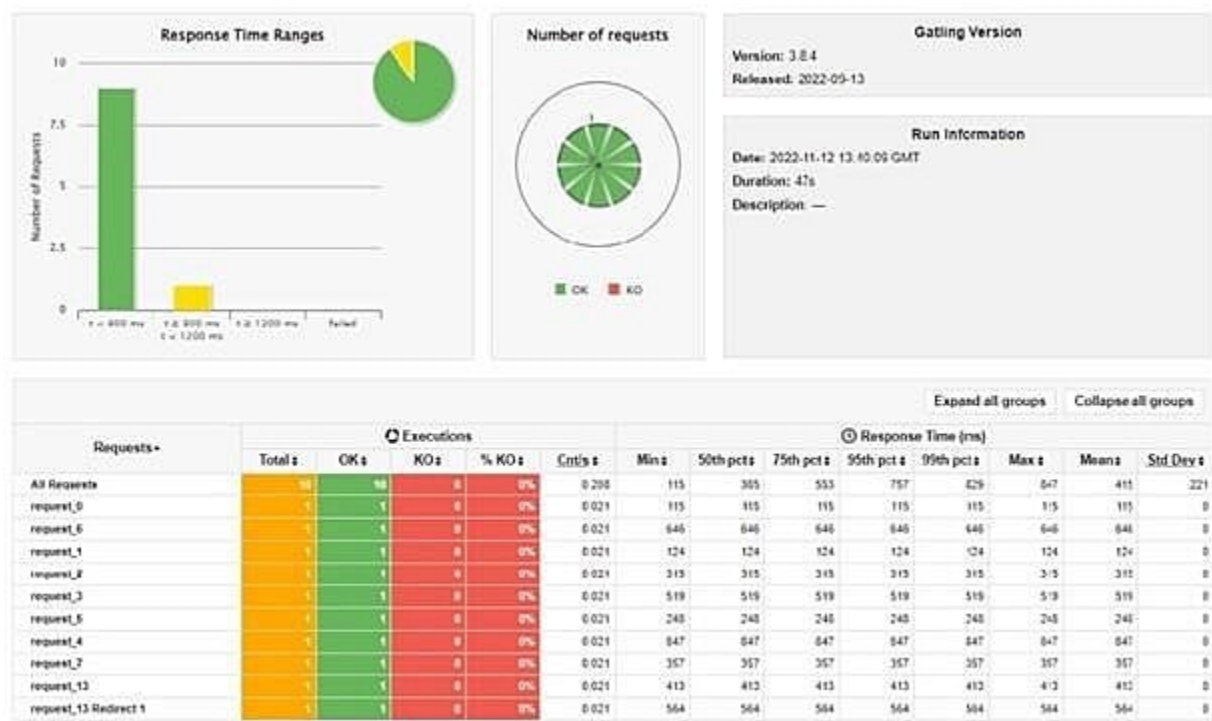 Response Time Ranges
Number of Requests
10
7.5
5
2.5
0
t ≥ 1200 ms
t < 1200 ms
failed
Number of requests
1
OK
KO
Gatling Version
Version: 3.8.4
Released: 2022-09-13
Run Information
Date: 2022-11-12 GMT
Duration: 47s
Description: —
Expand all groups
Collapse all groups
Requests
Executions
Response Time (ms)
Total OK KO % KO Cnt/s Min 50th pct 75th pct 95th pct 99th pct Max Mean Std Dev
All Requests 10 10 0 0% 115 553 757 829 847 221
request_0 1 1 0 0% 0.021 115 115 115 115 115 115 115 0
request_6 1 1 0 0% 0.021 646 646 646 646 646 646 646 0
request_1 1 1 0 0% 0.021 124 124 124 124 124 124 124 0
request_2 1 1 0 0% 0.021 315 315 315 315 315 315 315 0
request_3 1 1 0 0% 0.021 519 519 519 519 519 519 519 0
request_5 1 1 0 0% 0.021 248 248 248 248 248 248 248 0
request_4 1 1 0 0% 0.021 847 847 847 847 847 847 847 0
request_7 1 1 0 0% 0.021 357 357 357 357 357 357 357 0
request_13 1 1 0 0% 0.021 413 413 413 413 413 413 413 0
request_13 Redirect 1 1 1 0 0% 0.021 564 564 564 564 564 564 564 0